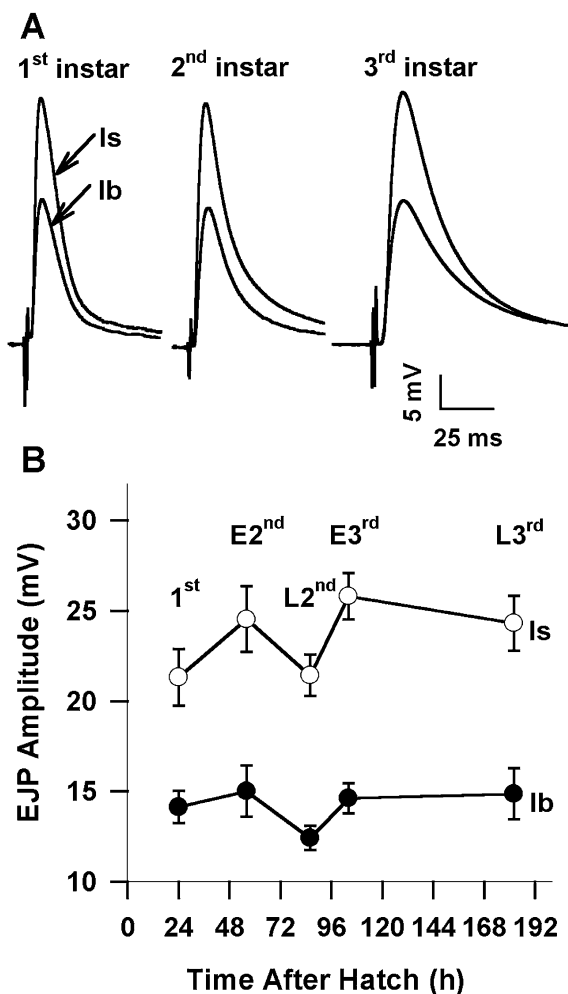 A
1st instar 2nd instar 3rd instar
Is
Ib
5 mV
25 ms
B
EJP Amplitude (mV)
30
25
20
15
10
E2nd E3rd L3rd
1st L2nd
Is
Ib
0 24 48 72 96 120 144 168 192
Time After Hatch (h)